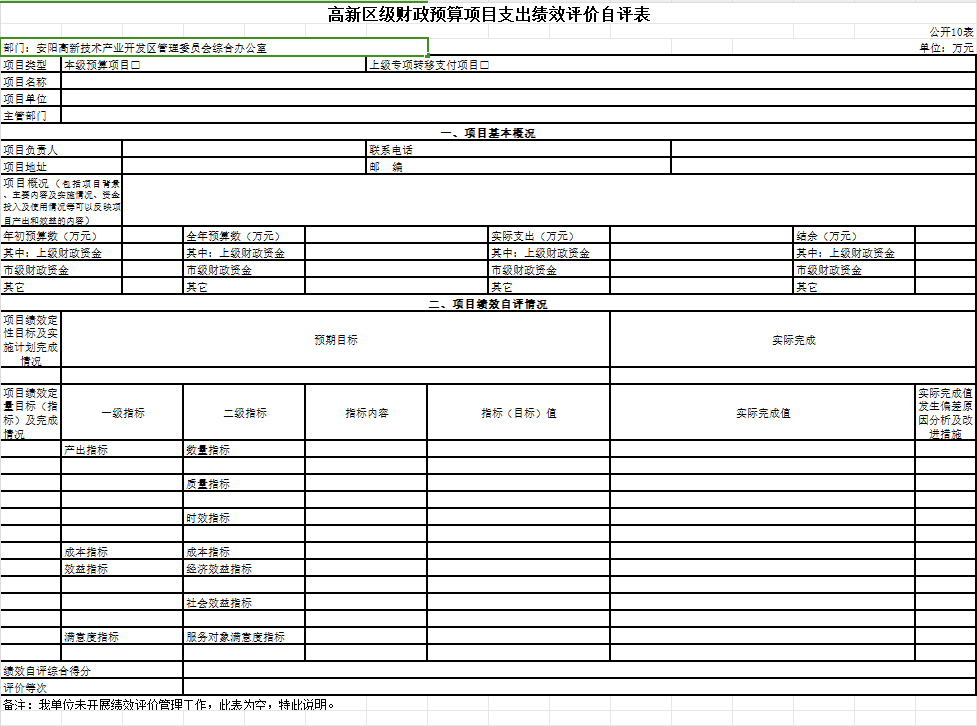 高新区级财政预算项目支出绩效评价自评表
公开10表
部门：安阳高新技术产业开发区管理委员会综合办公室 单位：万元
项目类型 本级预算项目□ 上级专项转移支付项目□
项目名称
项目单位
主管部门
一、项目基本概况
项目负责人 联系电话
项目地址 邮 编
项目概况（包括项目背景
、主要内容及实施情况、资金
投入及使用情况等可以反映项
目产出和效益的内容）
年初预算数（万元） 全年预算数（万元） 实际支出（万元） 结余（万元）
其中：上级财政资金 其中：上级财政资金 其中：上级财政资金 其中：上级财政资金
市级财政资金 市级财政资金 市级财政资金 市级财政资金
其它 其它 其它 其它
二、项目绩效自评情况
项目绩效定
性目标及实
施计划完成
情况
预期目标 实际完成
项目绩效定
量目标（指
标）及完成
情况
一级指标 二级指标 指标内容 指标（目标）值 实际完成值
实际完成值
发生偏差原
因分析及改
进措施
产出指标 数量指标
质量指标
时效指标
成本指标 成本指标
效益指标 经济效益指标
社会效益指标
满意度指标 服务对象满意度指标
绩效自评综合得分
评价等次
备注：我单位未开展绩效评价管理工作，此表为空，特此说明。